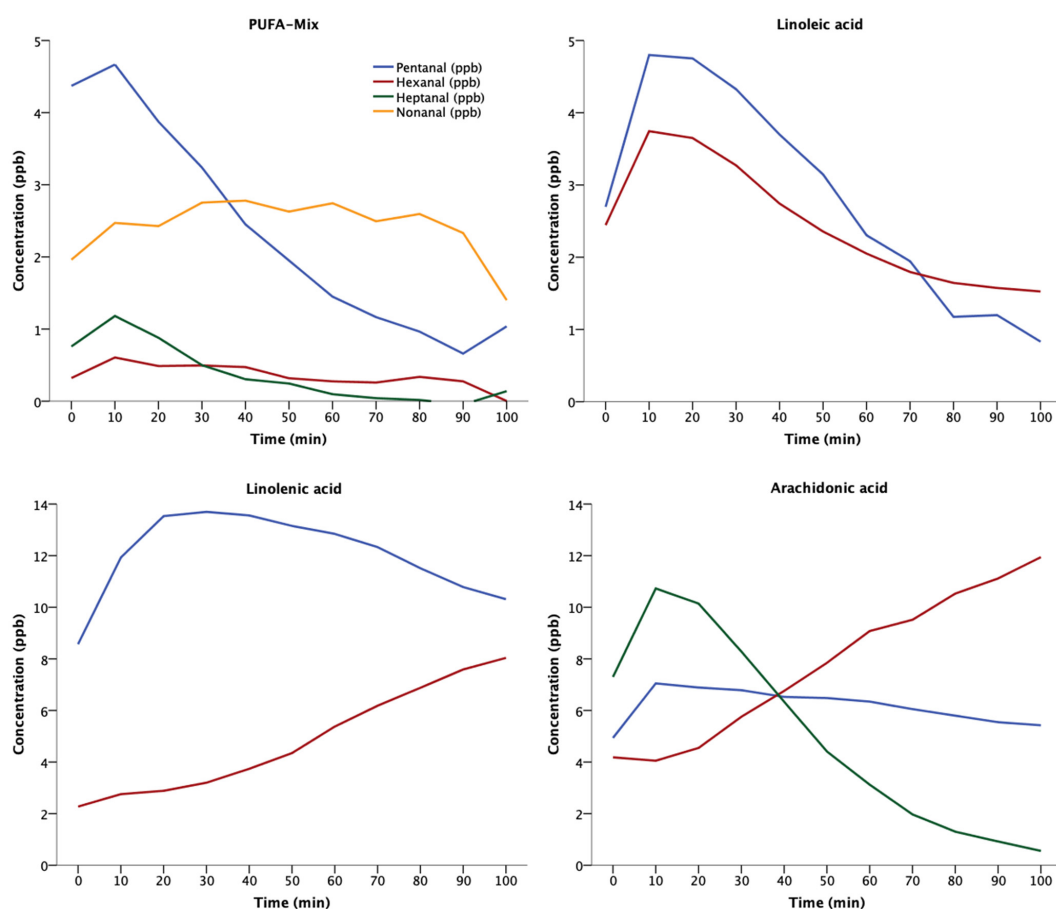 PUFA-Mix
5
4
3
2
1
0
Concentration (ppb)
Pentanal (ppb)
Hexanal (ppb)
Heptanal (ppb)
Nonanal (ppb)
0 10 20 30 40 50 60 70 80 90 100
Time (min)
Linoleic acid
5
4
3
2
1
0
Concentration (ppb)
0 10 20 30 40 50 60 70 80 90 100
Time (min)
Linolenic acid
14
12
10
8
6
4
2
0
Concentration (ppb)
0 10 20 30 40 50 60 70 80 90 100
Time (min)
Arachidonic acid
14
12
10
8
6
4
2
0
Concentration (ppb)
0 10 20 30 40 50 60 70 80 90 100
Time (min)